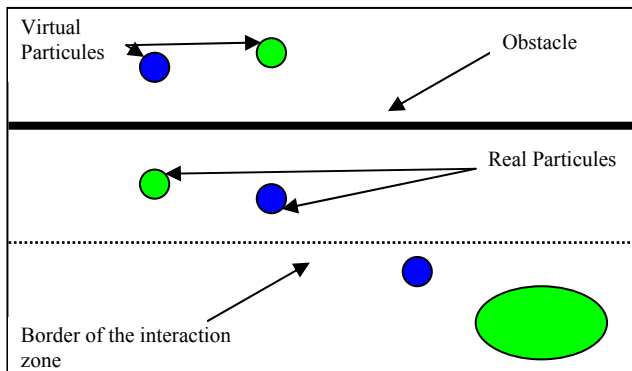 Virtual
Particules
Obstacle
Real Particules
Border of the interaction
zone